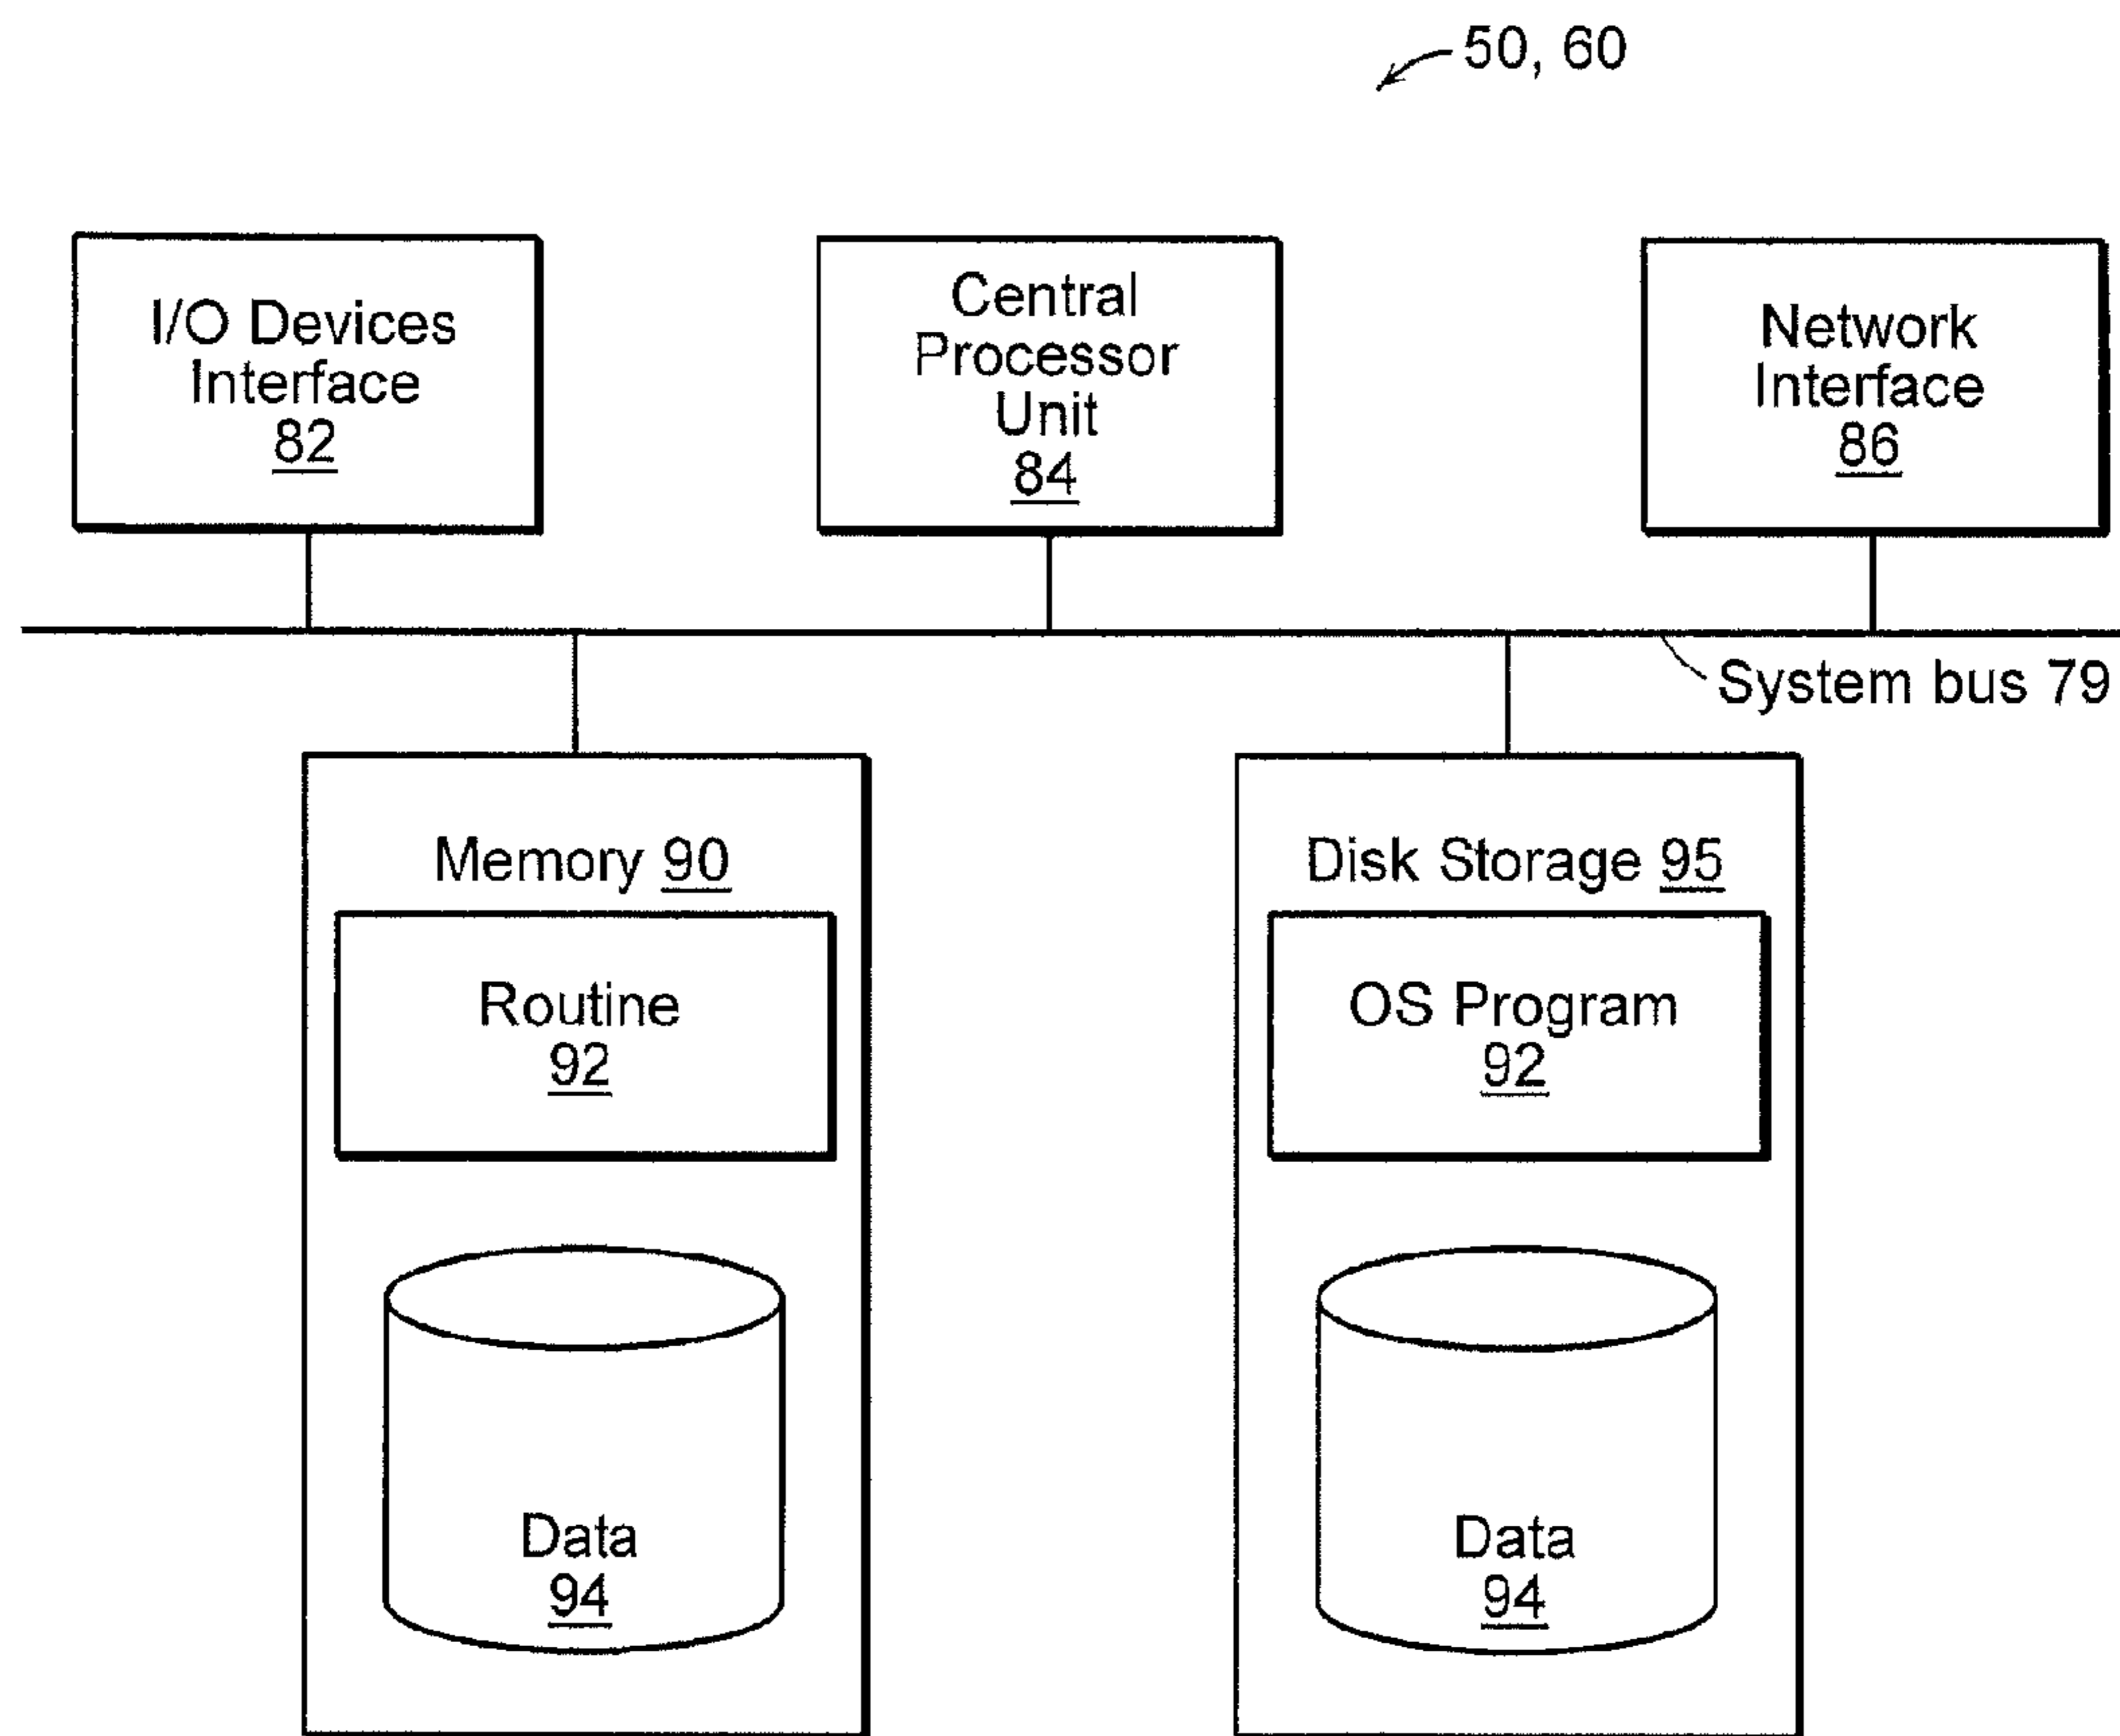 50, 60
I/O Devices
Interface
82
Central
Processor
Unit
84
Network
Interface
86
System bus 79
Memory 90
Routine
92
Data
94
Disk Storage 95
OS Program
92
Data
94